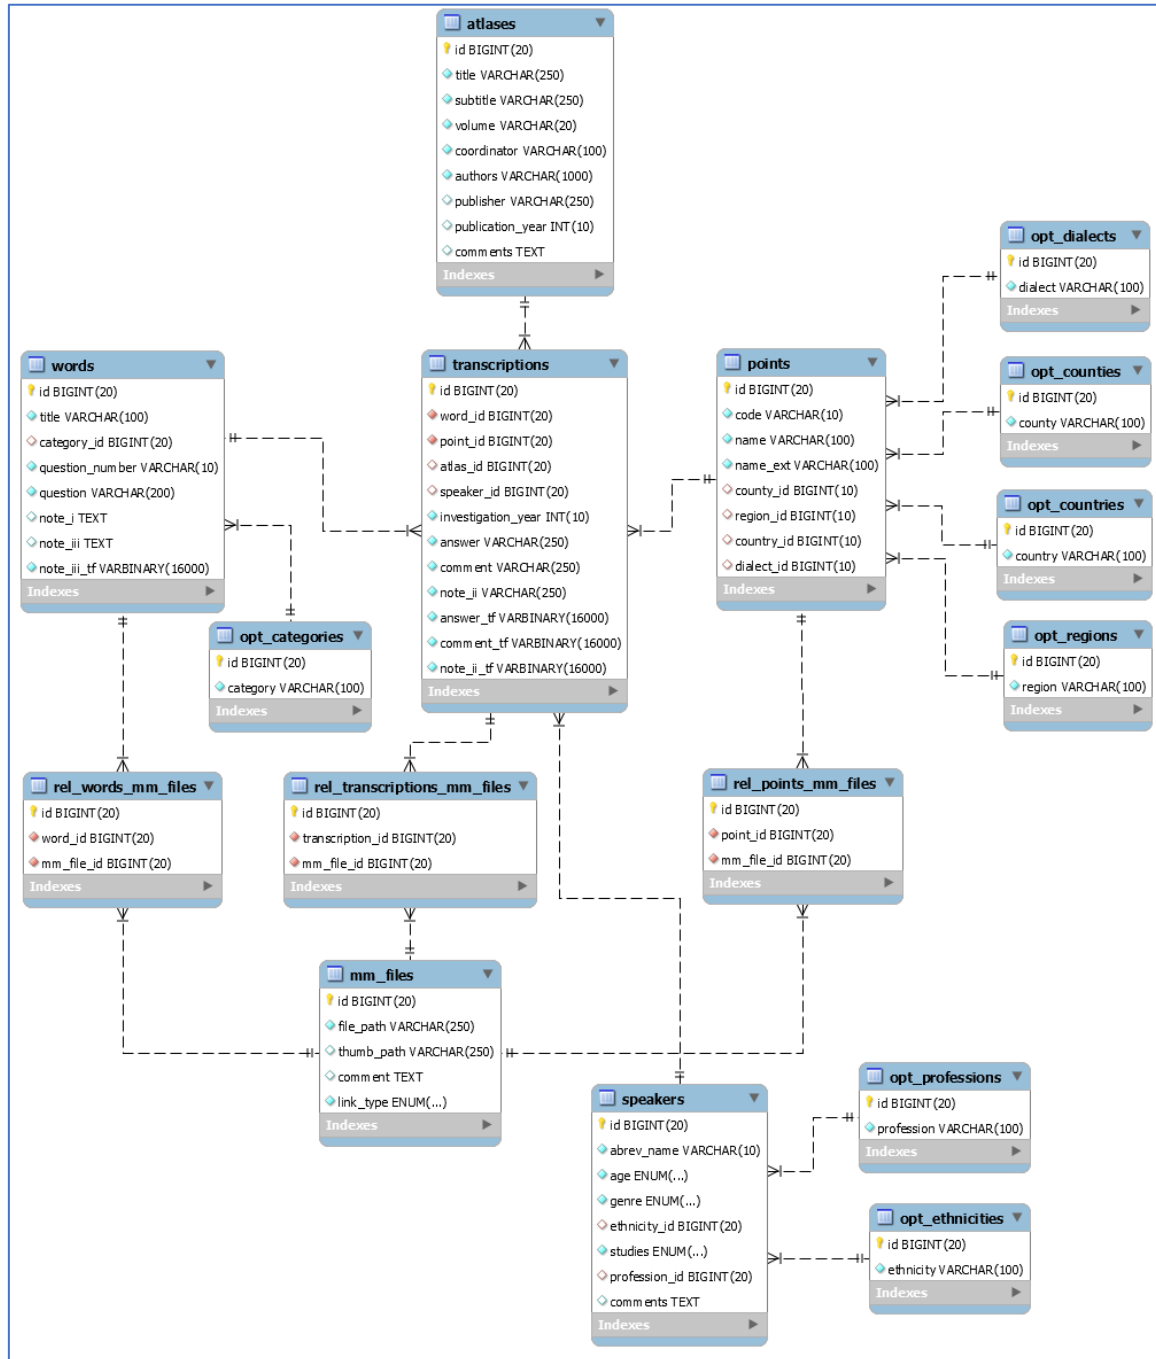 atlases
id BIGINT(20)
title VARCHAR(250)
subtitle VARCHAR(250)
volume VARCHAR(20)
coordinator VARCHAR(100)
authors VARCHAR(1000)
publisher VARCHAR(250)
publication_year INT(10)
comments TEXT
Indexes
opt_dialects
id BIGINT(20)
dialect VARCHAR(100)
Indexes
words
id BIGINT(20)
title VARCHAR(100)
category_id BIGINT(20)
question_number VARCHAR(10)
question VARCHAR(200)
note_i TEXT
note_iii TEXT
note_iii_tf VARBINARY(16000)
Indexes
transcriptions
id BIGINT(20)
word_id BIGINT(20)
point_id BIGINT(20)
atlas_id BIGINT(20)
speaker_id BIGINT(20)
investigation_year INT(10)
answer VARCHAR(250)
comment VARCHAR(250)
note_ii VARCHAR(250)
answer_tf VARBINARY(16000)
comment_tf VARBINARY(16000)
note_ii_tf VARBINARY(16000)
Indexes
points
id BIGINT(20)
code VARCHAR(10)
name VARCHAR(100)
name_ext VARCHAR(100)
county_id BIGINT(10)
region_id BIGINT(10)
country_id BIGINT(10)
dialect_id BIGINT(10)
Indexes
opt_counties
id BIGINT(20)
county VARCHAR(100)
Indexes
opt_countries
id BIGINT(20)
country VARCHAR(100)
Indexes
opt_regions
id BIGINT(20)
region VARCHAR(100)
Indexes
opt_categories
id BIGINT(20)
category VARCHAR(100)
Indexes
rel_words_mm_files
id BIGINT(20)
word_id BIGINT(20)
mm_file_id BIGINT(20)
Indexes
rel_transcriptions_mm_files
id BIGINT(20)
transcription_id BIGINT(20)
mm_file_id BIGINT(20)
Indexes
rel_points_mm_files
id BIGINT(20)
point_id BIGINT(20)
mm_file_id BIGINT(20)
Indexes
mm_files
id BIGINT(20)
file_path VARCHAR(250)
thumb_path VARCHAR(250)
comment TEXT
link_type ENUM(...)
Indexes
speakers
id BIGINT(20)
abrev_name VARCHAR(10)
age ENUM(...)
genre ENUM(...)
ethnicity_id BIGINT(20)
studies ENUM(...)
profession_id BIGINT(20)
comments TEXT
Indexes
opt_professions
id BIGINT(20)
profession VARCHAR(100)
Indexes
opt_ethnicities
id BIGINT(20)
ethnicity VARCHAR(100)
Indexes